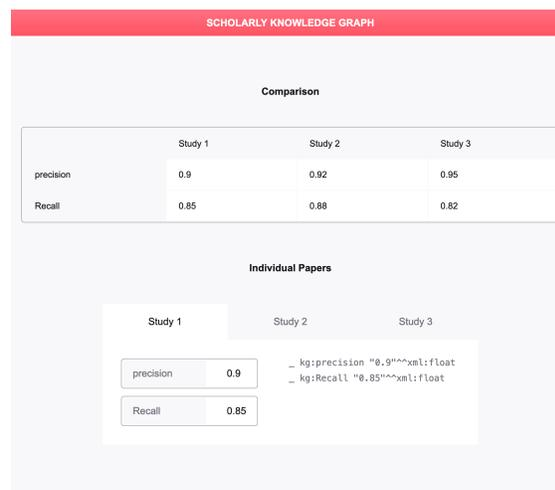 SCHOLARLY KNOWLEDGE GRAPH
Comparison
Study 1 Study 2 Study 3
precision 0.9 0.92 0.95
Recall 0.85 0.88 0.82
Individual Papers
Study 1 Study 2 Study 3
precision 0.9
Recall 0.85
_ kg:precision "0.9"^^xml:float
_ kg:Recall "0.85"^^xml:float